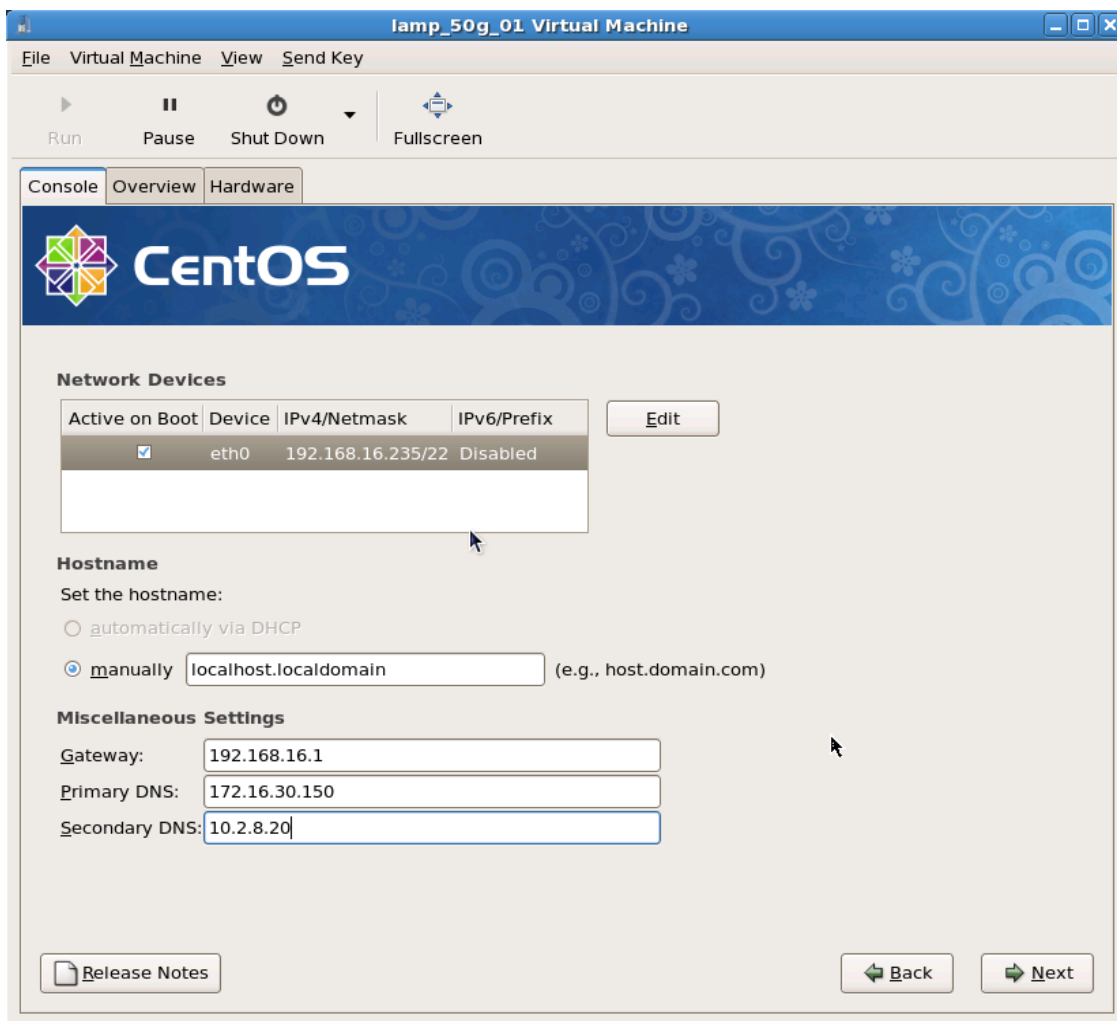 lamp_50g_01 Virtual Machine
File Virtual Machine View Send Key
Run Pause Shut Down Fullscreen
Console Overview Hardware
CentOS
Network Devices
Active on Boot Device IPv4/Netmask IPv6/Prefix
eth0 192.168.16.235/22 Disabled
Edit
Hostname
Set the hostname:
automatically via DHCP
manually localhost.localdomain (e.g., host.domain.com)
Miscellaneous Settings
Gateway: 192.168.16.1
Primary DNS: 172.16.30.150
Secondary DNS: 10.2.8.20
Release Notes Back Next